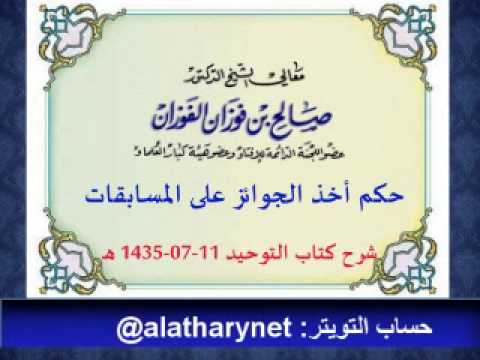 معالي الشيخ الدكتور
صالح بن فوزان الفوزان
عضو اللجنة الدائمة للإفتاء وعضو هيئة كبار العلماء
حكم أخذ الجوائز على المسابقات
شرح كتاب التوحيد 11-07-1435 هـ
حساب التويتر: @alatharynet